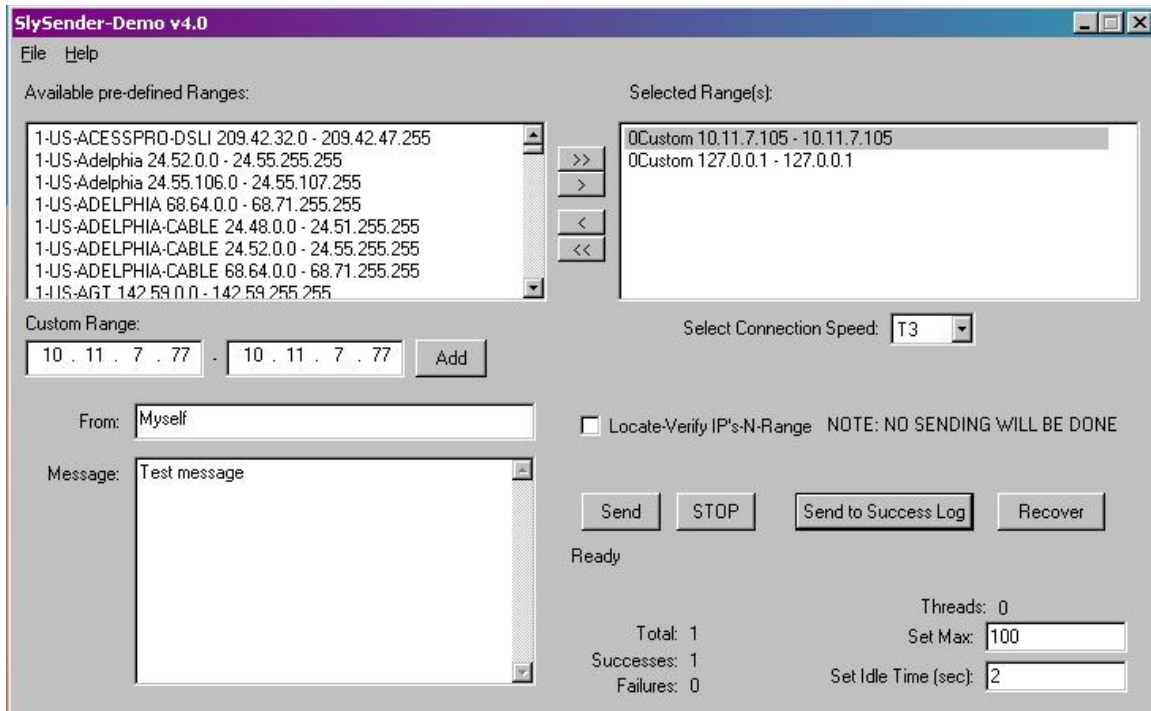 SlySender-Demo v4.0
File Help
Available pre-defined Ranges:
1-US-ACESSPRO-DSLI 209.42.32.0 - 209.42.47.255
1-US-Adelphia 24.52.0.0 - 24.55.255.255
1-US-Adelphia 24.55.106.0 - 24.55.107.255
1-US-ADELPHIA 68.64.0.0 - 68.71.255.255
1-US-ADELPHIA-CABLE 24.48.0.0 - 24.51.255.255
1-US-ADELPHIA-CABLE 24.52.0.0 - 24.55.255.255
1-US-ADELPHIA-CABLE 68.64.0.0 - 68.71.255.255
1-US-AGT 142.59.0.0 - 142.59.255.255
>>
>
<
<<
Selected Range(s):
0Custom 10.11.7.105 - 10.11.7.105
0Custom 127.0.0.1 - 127.0.0.1
Custom Range:
10 . 11 . 7 . 77 - 10 . 11 . 7 . 77 Add
Select Connection Speed: T3
From: Myself
Message: Test message
Locate-Verify IP's-N-Range NOTE: NO SENDING WILL BE DONE
Send STOP Send to Success Log Recover
Ready
Total: 1
Successes: 1
Failures: 0
Threads: 0
Set Max: 100
Set Idle Time (sec): 2